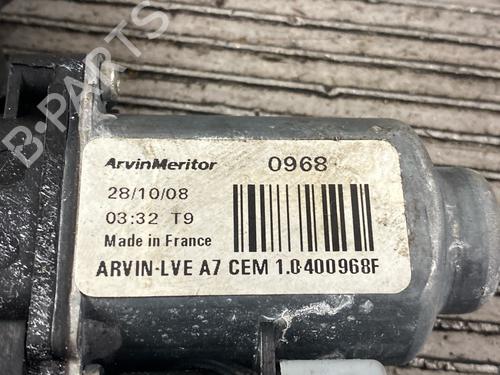 B-PARTS
ArvinMeritor 0968
28/10/08
03:32 T9
Made in France
ARVIN-LVE A7 CEM 1.0400968F